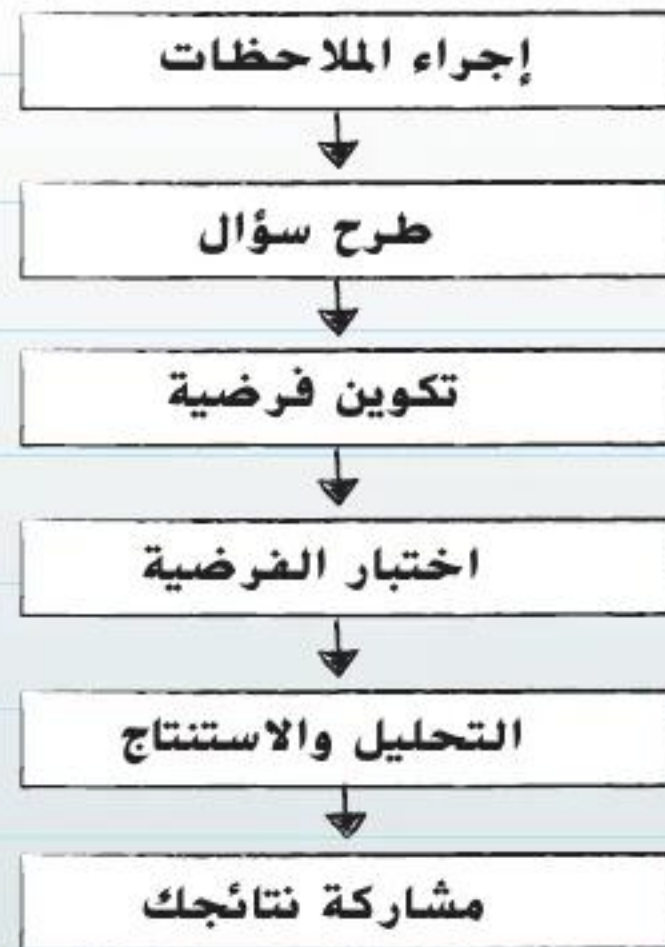 إجراء الملاحظات
طرح سؤال
تكوين فرضية
اختبار الفرضية
التحليل والاستنتاج
مشاركة نتائجك